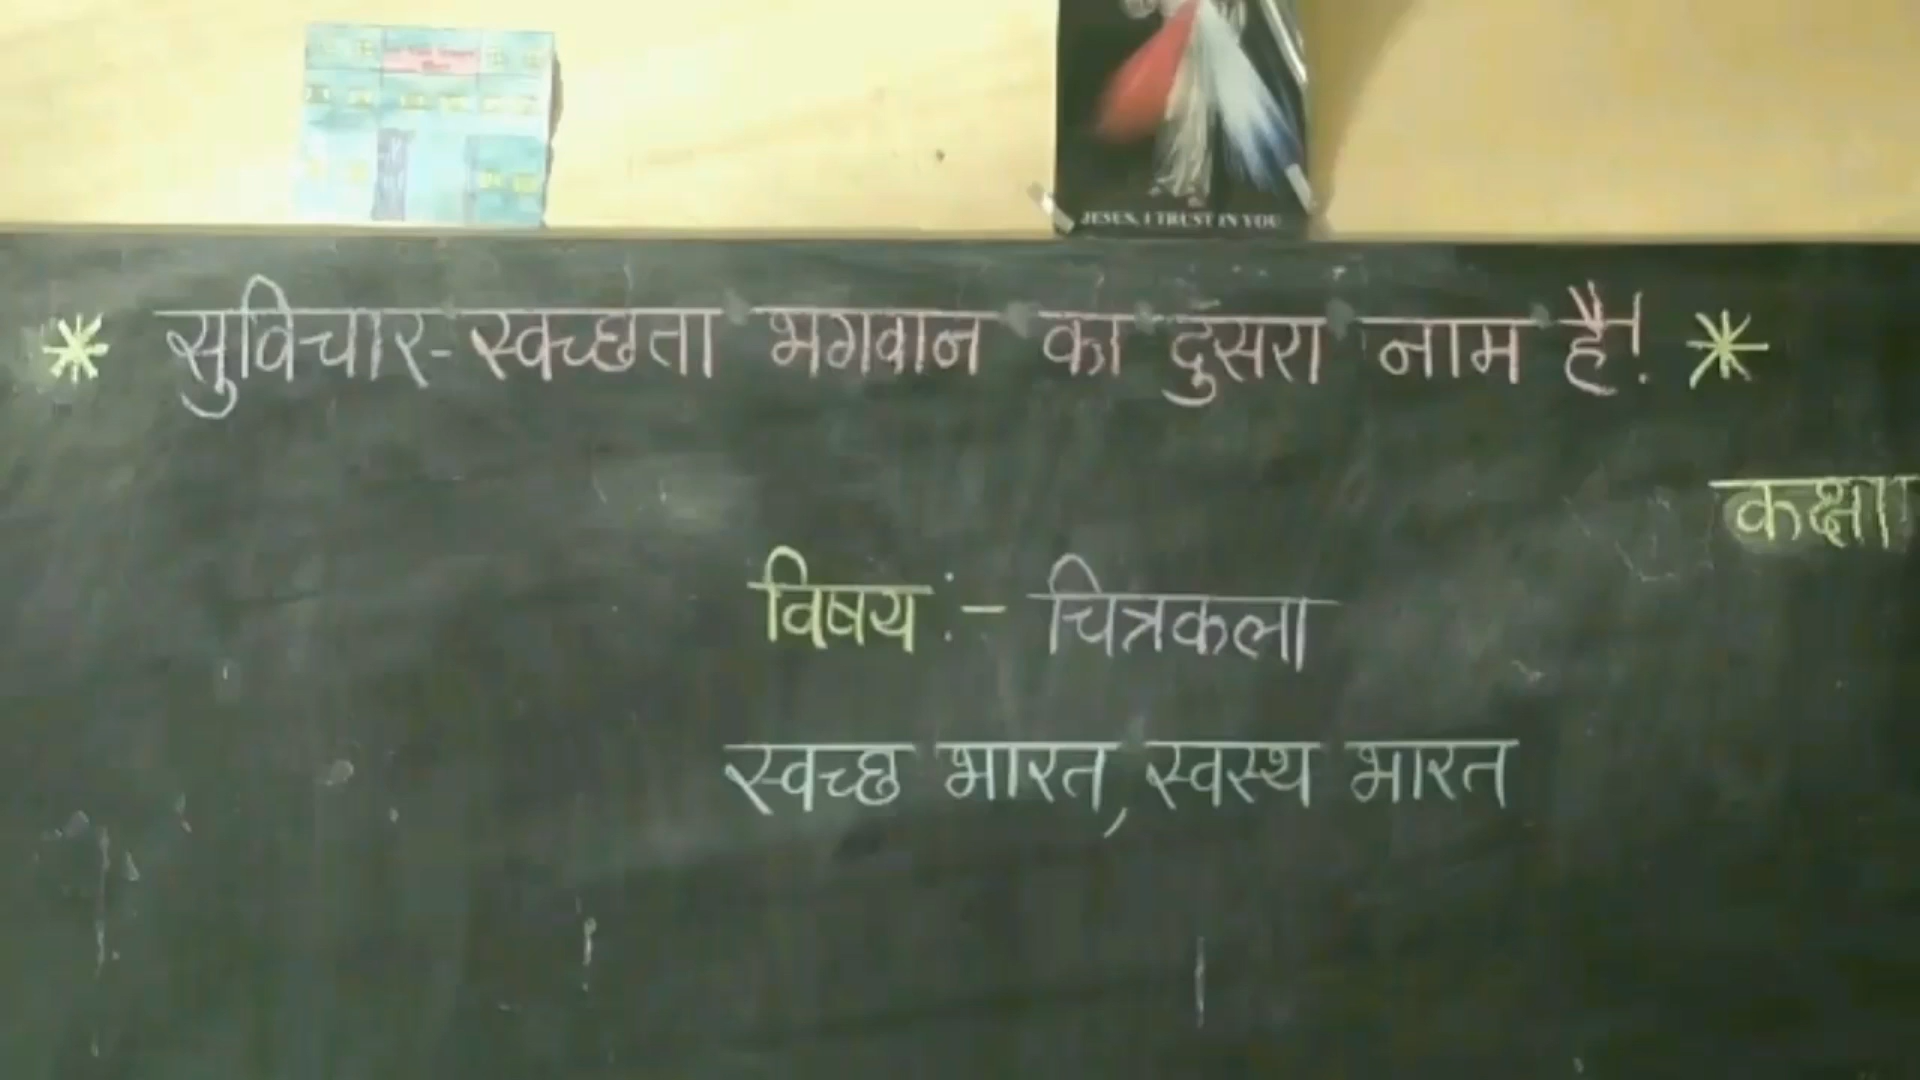 JESUS, I TRUST IN YOU
* सुविचार- स्वच्छता भगवान का दुसरा नाम है! *
कक्षा
विषय :- चित्रकला
स्वच्छ भारत, स्वस्थ भारत